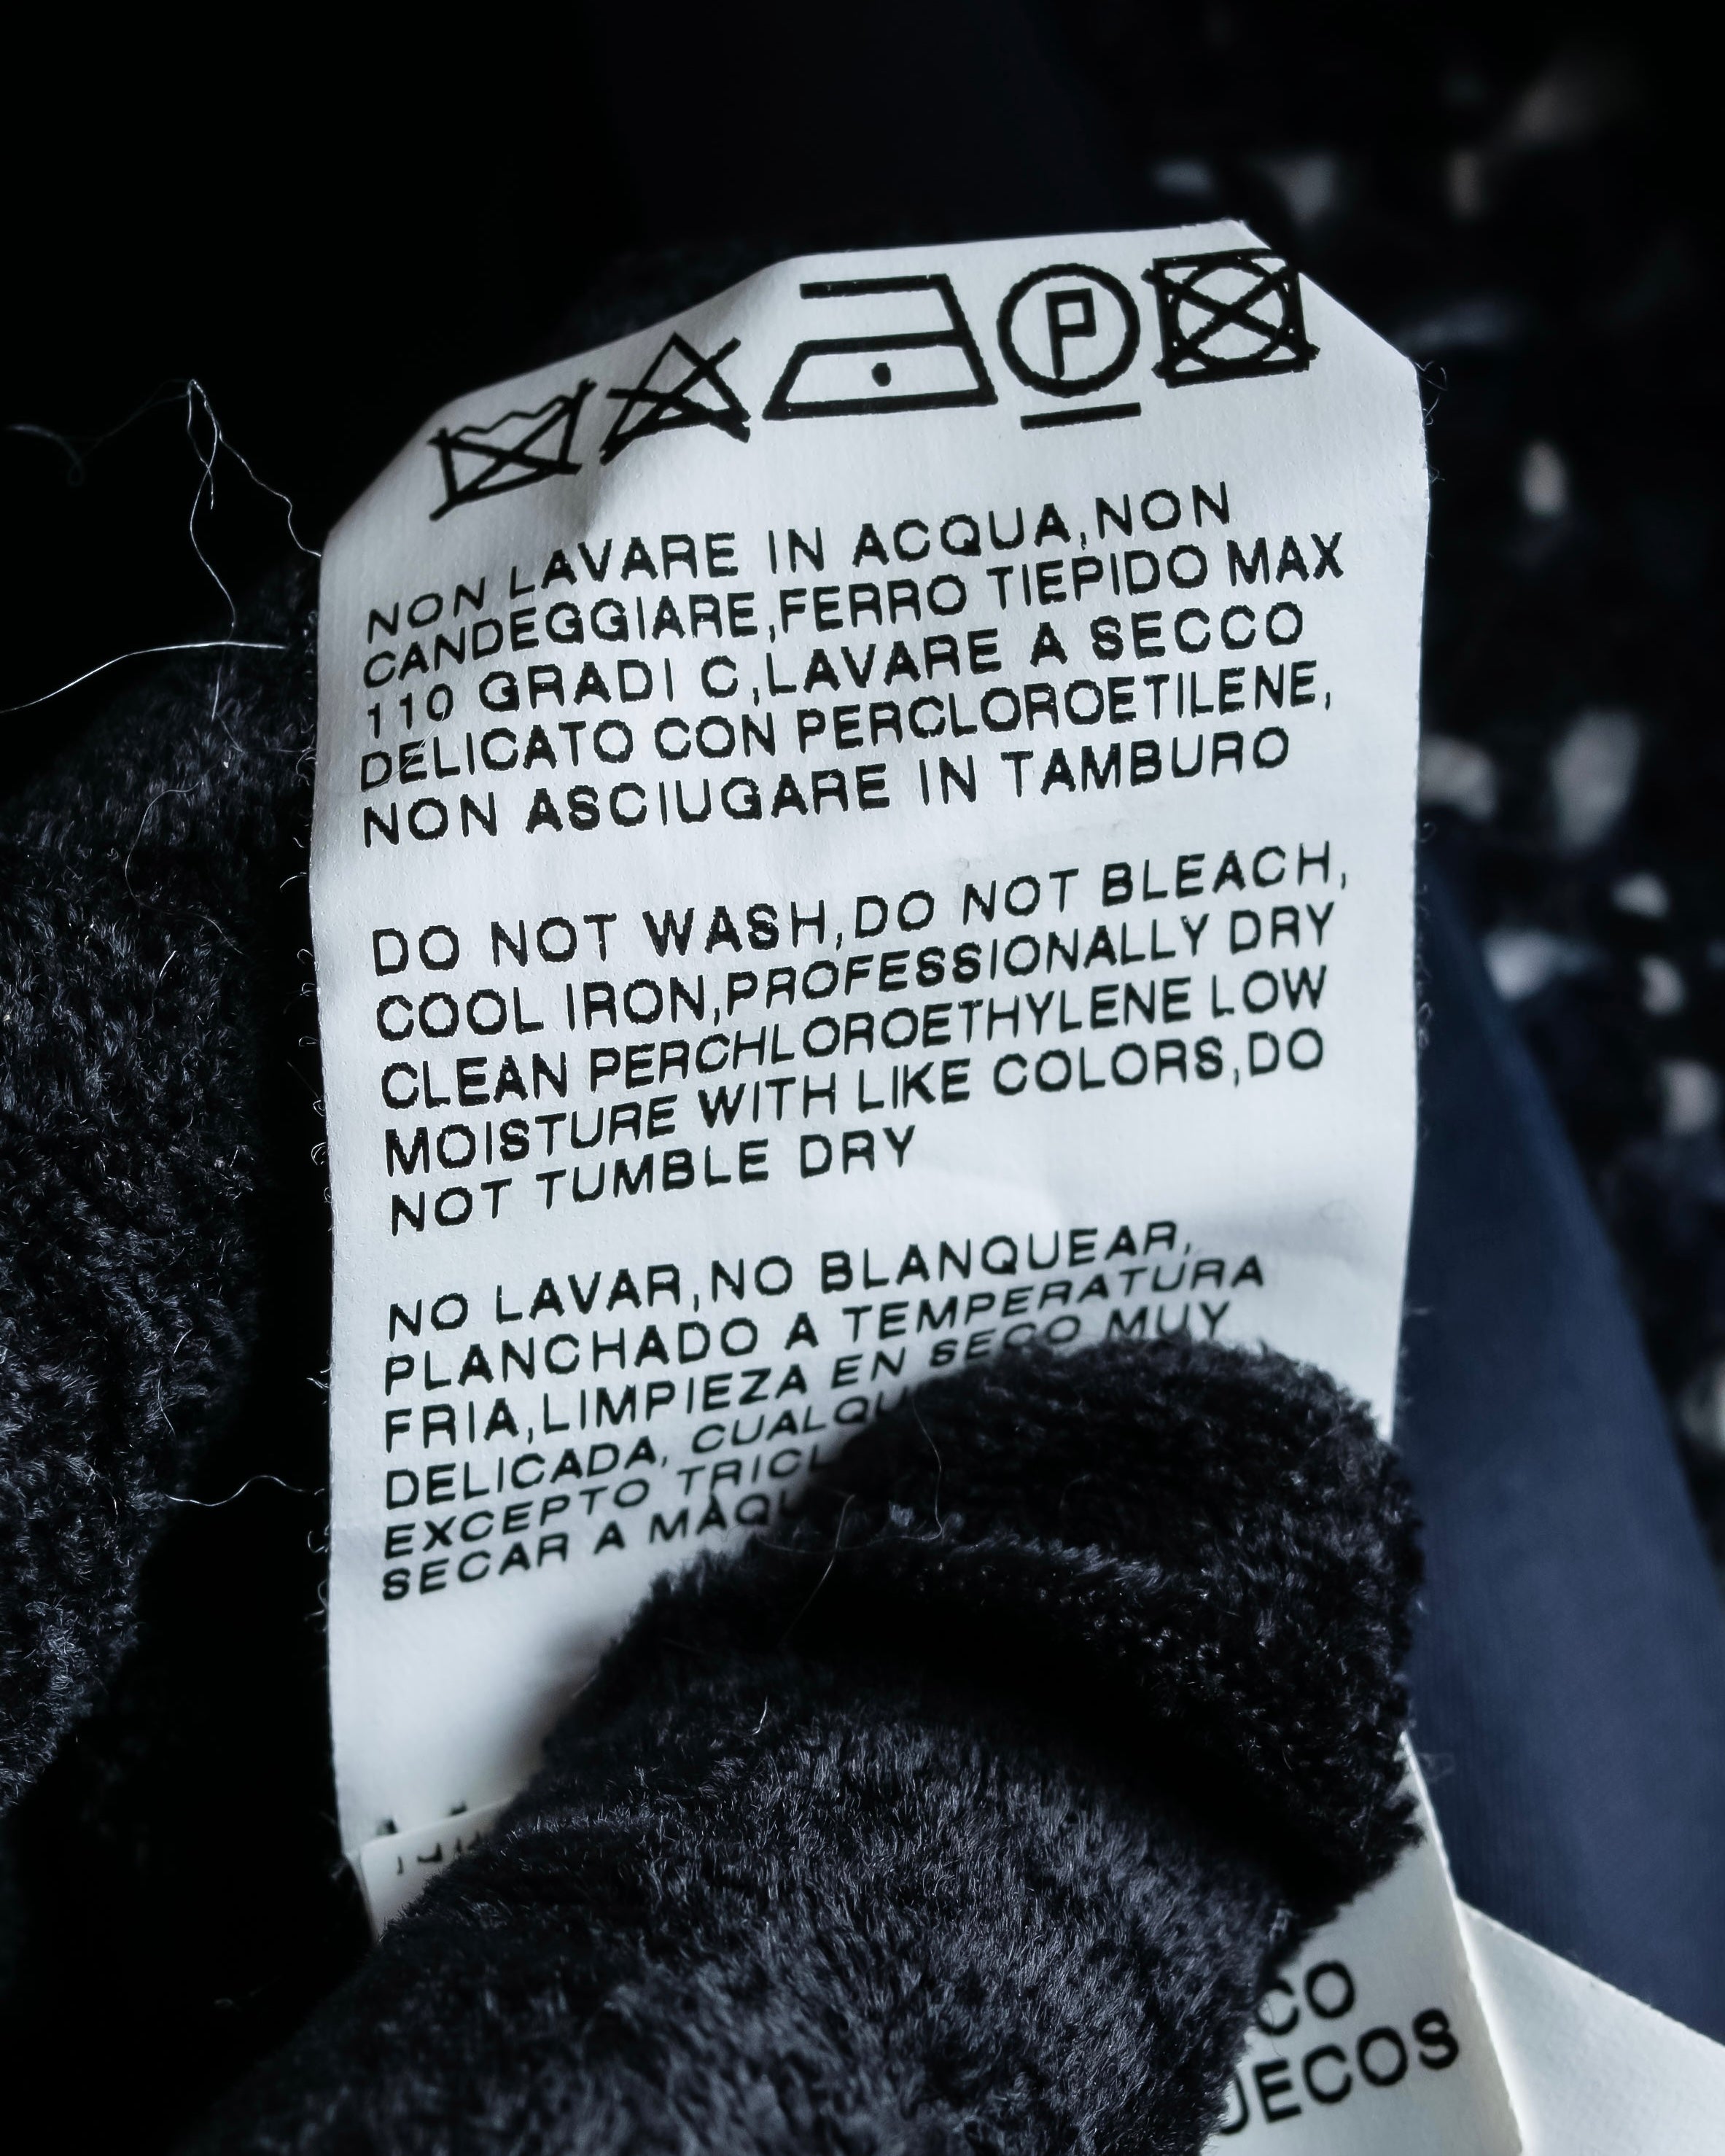 P
NON LAVARE IN ACQUA,NON
CANDEGGIARE,FERRO TIEPIDO MAX
110 GRADI C,LAVARE A SECCO
DELICATO CON PERCLOROETILENE,
NON ASCIUGARE IN TAMBURO
DO NOT WASH,DO NOT BLEACH,
COOL IRON,PROFESSIONALLY DRY
CLEAN PERCHLOROETHYLENE LOW
MOISTURE WITH LIKE COLORS,DO
NOT TUMBLE DRY
NO LAVAR,NO BLANQUEAR,
PLANCHADO A TEMPERATURA
FRIA,LIMPIEZA EN SECO MUY
DELICADA,
EXCEPTO
SECAR A